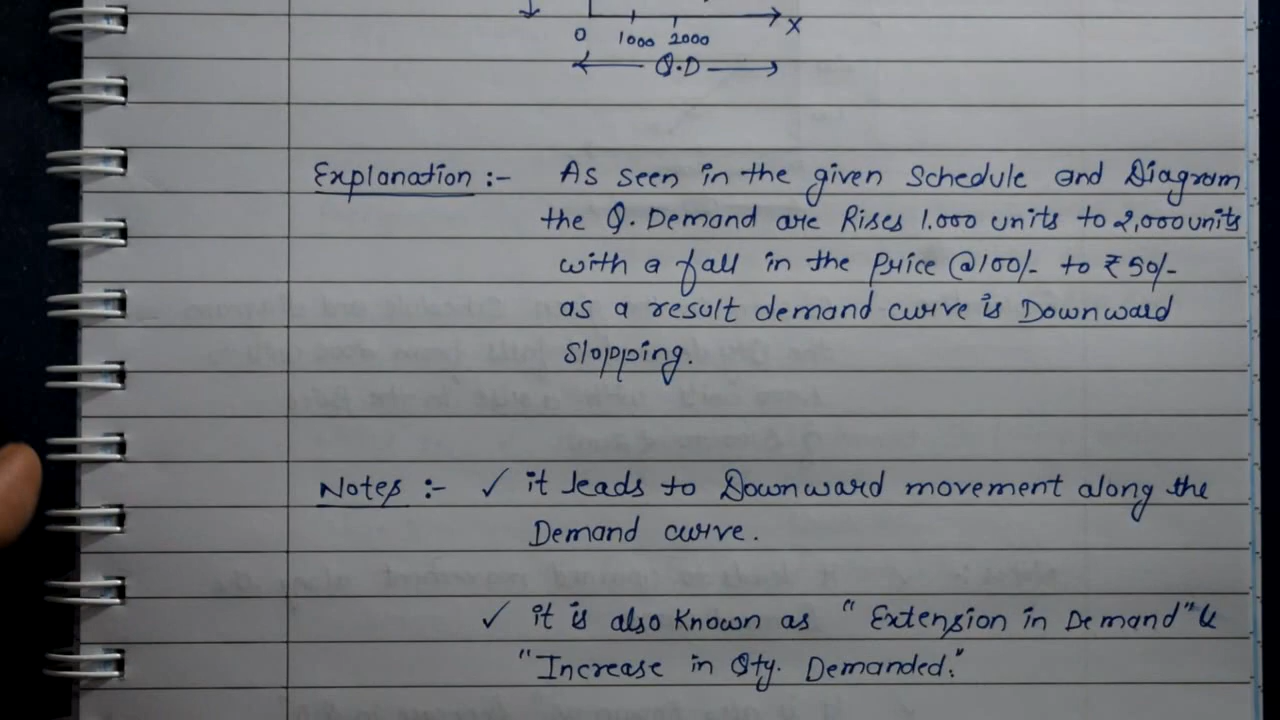 0 1000 2000 X
Q.D
Explanation :- As seen in the given Schedule and Diagram
the Q. Demand are Rises 1.000 units to 2,000 units
with a fall in the Price @100/- to ₹50/-
as a result demand curve is Downward
Slopping.
Notes :- ✓ it leads to Downward movement along the
Demand curve.
✓ it is also Known as "Extension in Demand" &
"Increase in Qty. Demanded."